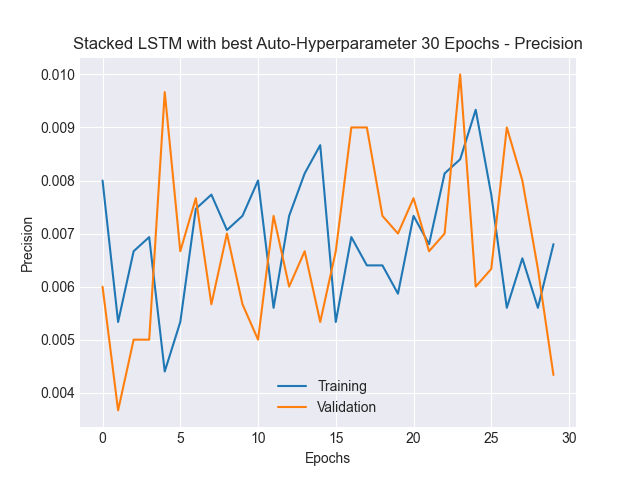 Stacked LSTM with best Auto-Hyperparameter 30 Epochs - Precision
0.010
0.009
0.008
0.007
0.006
0.005
0.004
Precision
Training
Validation
0 5 10 15 20 25 30
Epochs